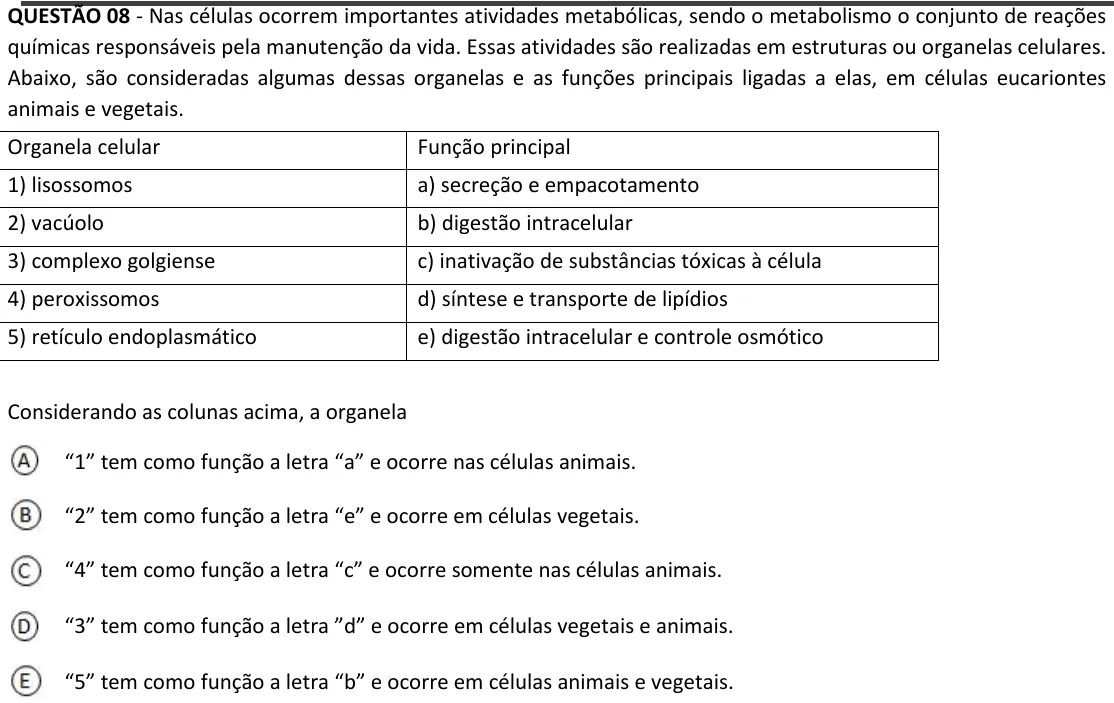 QUESTÃO 08 - Nas células ocorrem importantes atividades metabólicas, sendo o metabolismo o conjunto de reações
químicas responsáveis pela manutenção da vida. Essas atividades são realizadas em estruturas ou organelas celulares.
Abaixo, são consideradas algumas dessas organelas e as funções principais ligadas a elas, em células eucariontes
animais e vegetais.
Organela celular Função principal
1) lisossomos a) secreção e empacotamento
2) vacúolo b) digestão intracelular
3) complexo golgiense c) inativação de substâncias tóxicas à célula
4) peroxissomos d) síntese e transporte de lipídios
5) retículo endoplasmático e) digestão intracelular e controle osmótico
Considerando as colunas acima, a organela
A “1” tem como função a letra “a” e ocorre nas células animais.
B “2” tem como função a letra “e” e ocorre em células vegetais.
C “4” tem como função a letra “c” e ocorre somente nas células animais.
D “3” tem como função a letra ”d” e ocorre em células vegetais e animais.
E “5” tem como função a letra “b” e ocorre em células animais e vegetais.